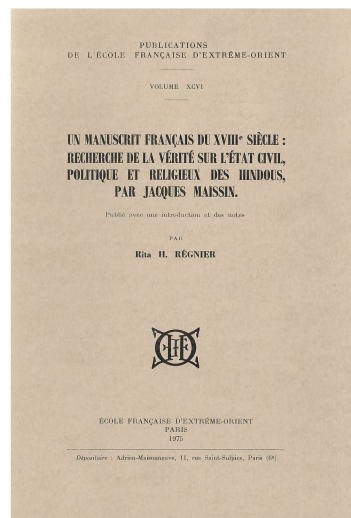 PUBLICATIONS
DE L'ÉCOLE FRANÇAISE D'EXTRÊME-ORIENT
VOLUME XCVI
UN MANUSCRIT FRANÇAIS DU XVIIIe SIÈCLE :
RECHERCHE DE LA VÉRITÉ SUR L'ÉTAT CIVIL,
POLITIQUE ET RELIGIEUX DES HINDOUS,
PAR JACQUES MAISSIN.
Publié avec une introduction et des notes
PAR
Rita H. RÉGNIER
ÉCOLE FRANÇAISE D'EXTRÊME-ORIENT
PARIS
1975
Dépositaire : Adrien-Maisonneuve, 11, rue Saint-Sulpice, Paris (6e)